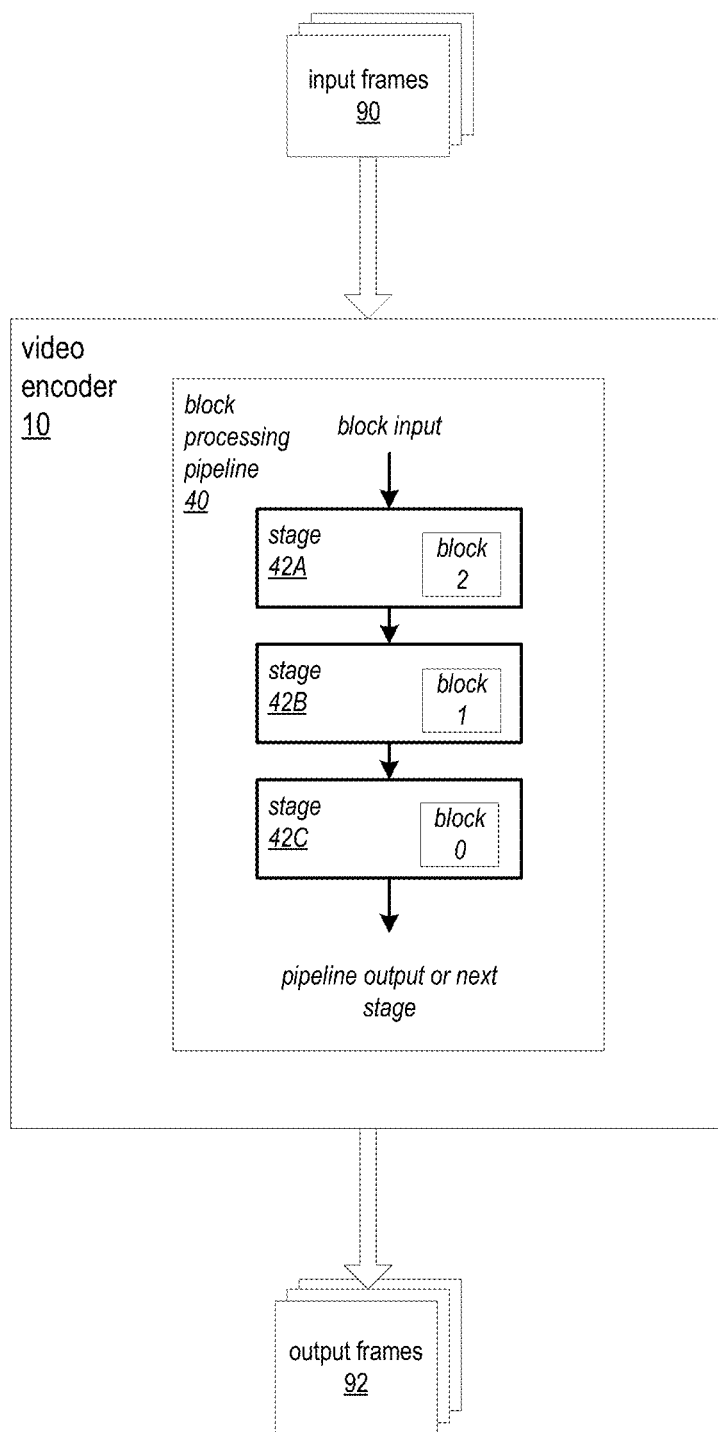 input frames
90
video
encoder
10
block
processing
pipeline
40
block input
stage
42A
block
2
stage
42B
block
1
stage
42C
block
0
pipeline output or next
stage
output frames
92